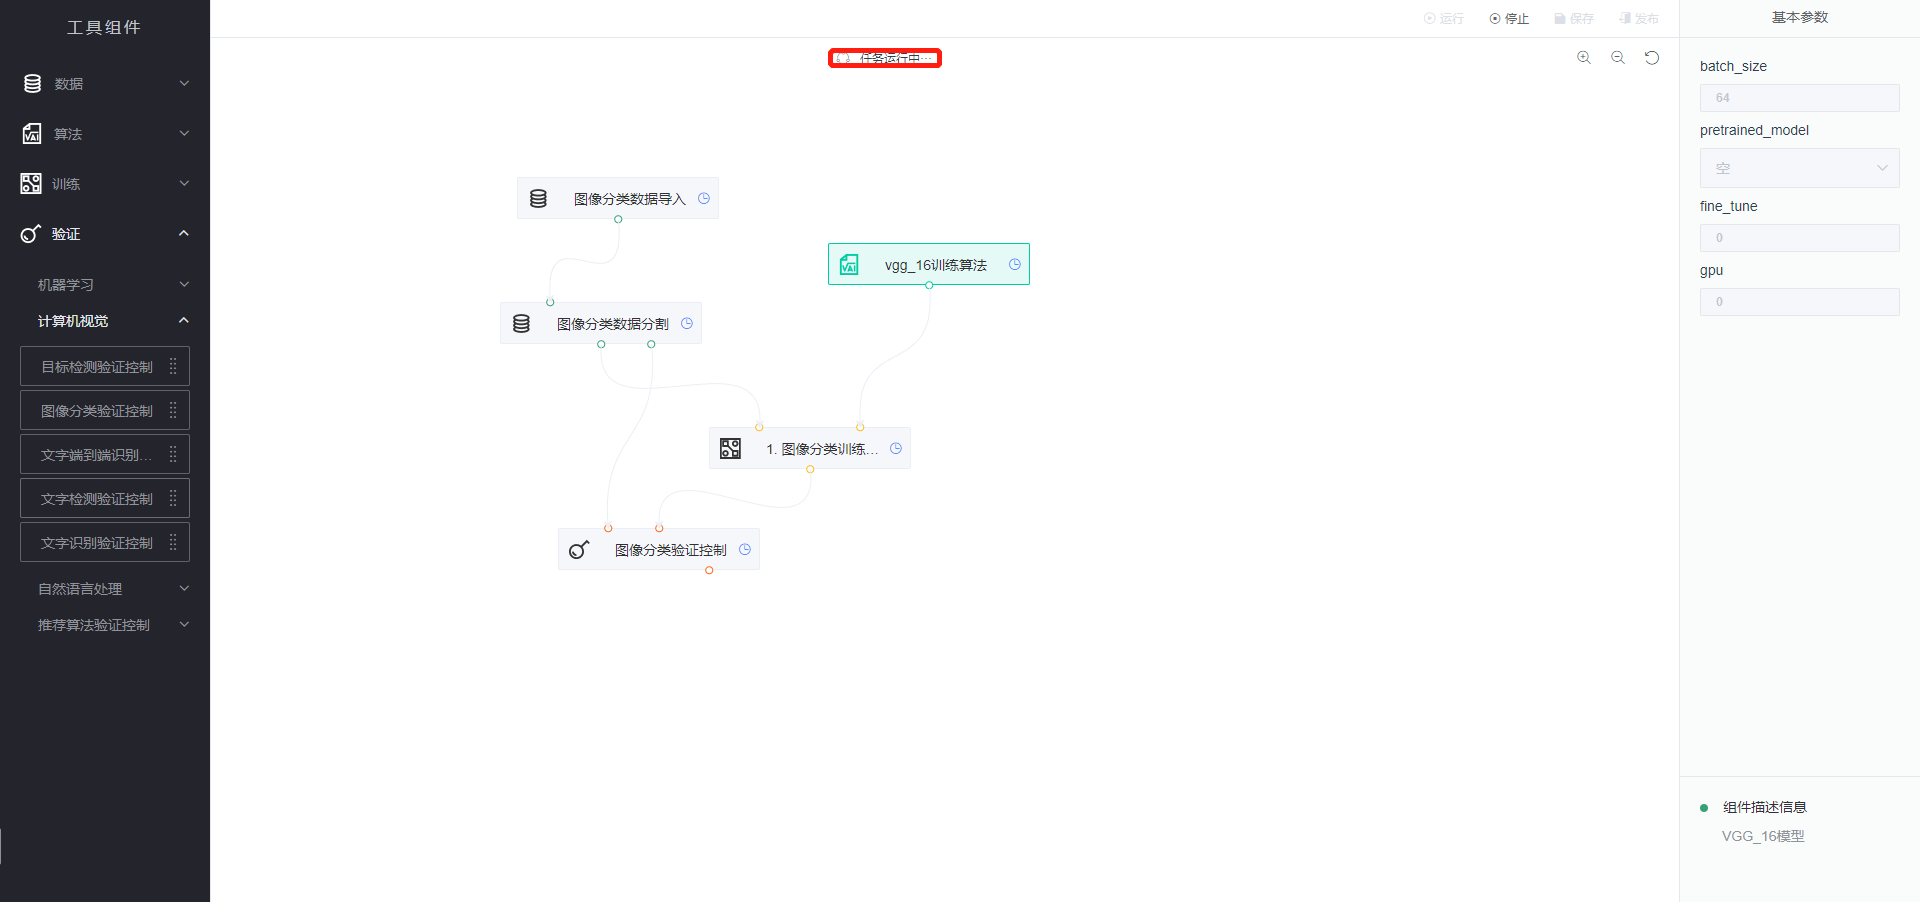 工具组件
数据
算法
训练
验证
机器学习
计算机视觉
目标检测验证控制
图像分类验证控制
文字端到端识别...
文字检测验证控制
文字识别验证控制
自然语言处理
推荐算法验证控制
运行 停止 保存 发布
任务运行中...
图像分类数据导入
vgg_16训练算法
图像分类数据分割
1. 图像分类训练...
图像分类验证控制
基本参数
batch_size
64
pretrained_model
空
fine_tune
0
gpu
0
组件描述信息
VGG_16模型